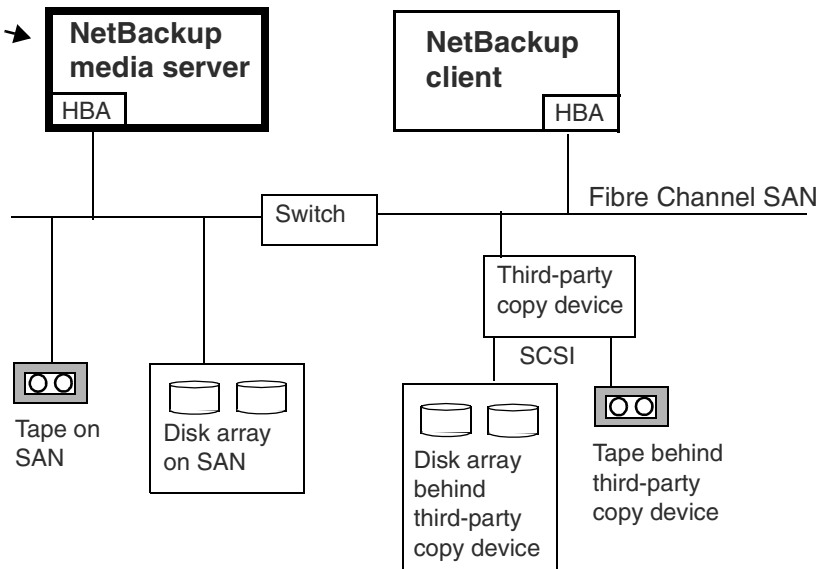 NetBackup
media server
HBA
NetBackup
client
HBA
Fibre Channel SAN
Switch
Third-party
copy device
SCSI
Tape on
SAN
Disk array
on SAN
Disk array
behind
third-party
copy device
Tape behind
third-party
copy device